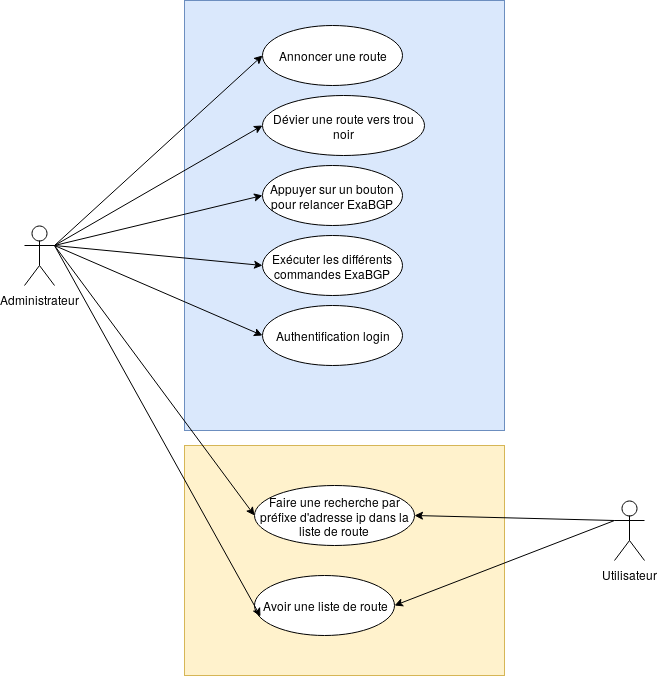 Annoncer une route
Dévier une route vers trou
noir
Appuyer sur un bouton
pour relancer ExaBGP
Exécuter les différents
commandes ExaBGP
Administrateur
Authentification login
Faire une recherche par
préfixe d'adresse ip dans la
liste de route
Utilisateur
Avoir une liste de route